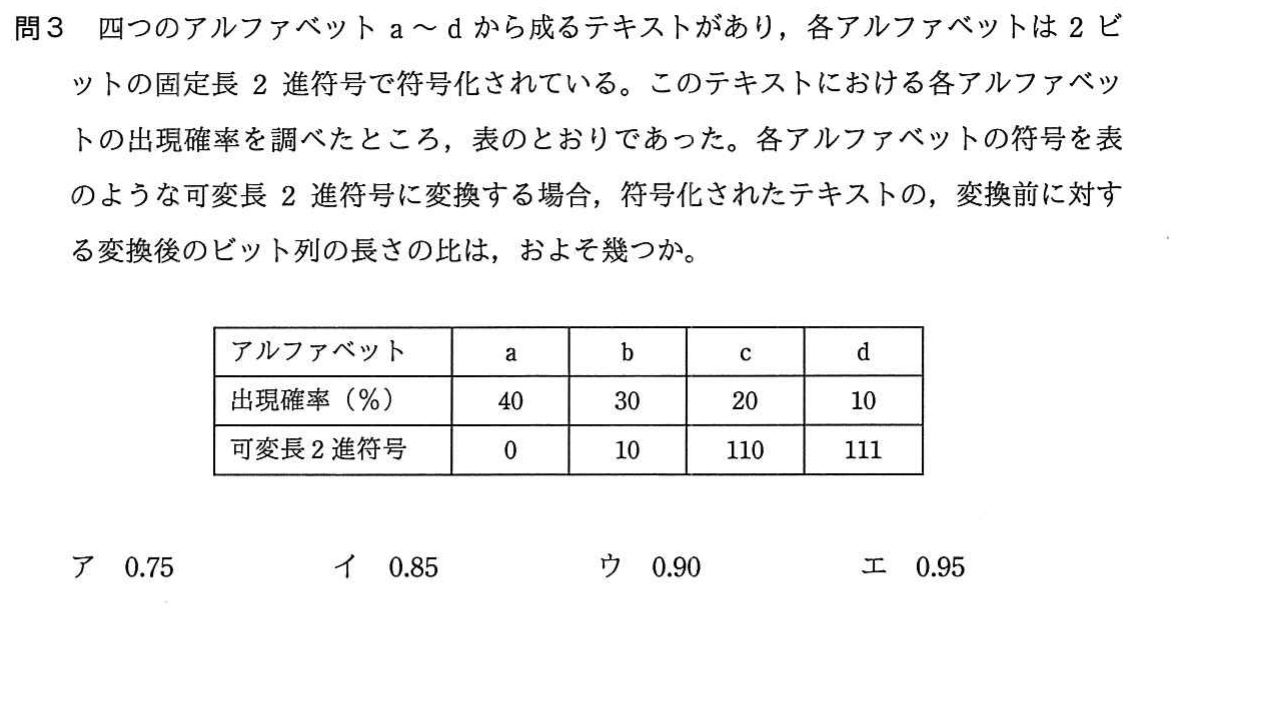 問3 四つのアルファベット a ~ d から成るテキストがあり，各アルファベットは 2 ビ
ットの固定長 2 進符号で符号化されている。このテキストにおける各アルファベッ
トの出現確率を調べたところ，表のとおりであった。各アルファベットの符号を表
のような可変長 2 進符号に変換する場合，符号化されたテキストの，変換前に対す
る変換後のビット列の長さの比は，およそ幾つか。
アルファベット a b c d
出現確率（%） 40 30 20 10
可変長2進符号 0 10 110 111
ア 0.75 イ 0.85 ウ 0.90 エ 0.95